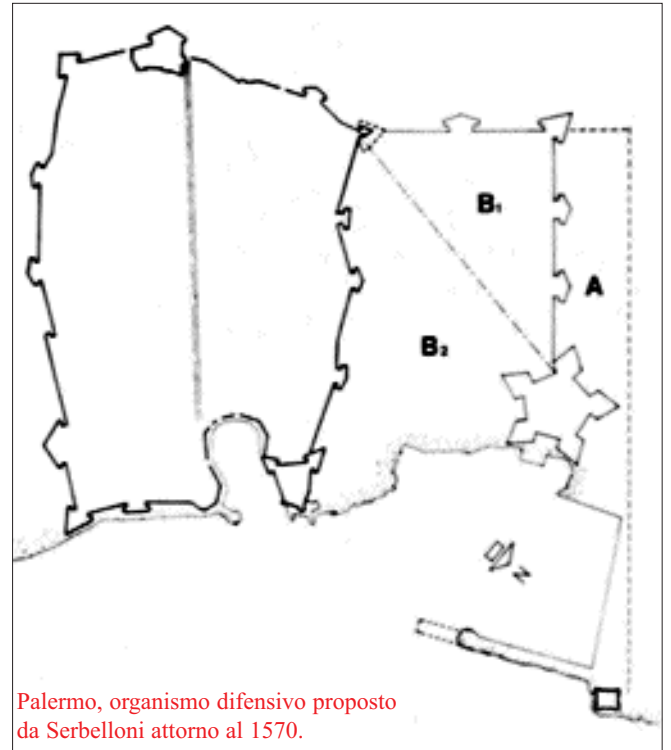 B1
A
B2
N
Palermo, organismo difensivo proposto
da Serbelloni attorno al 1570.